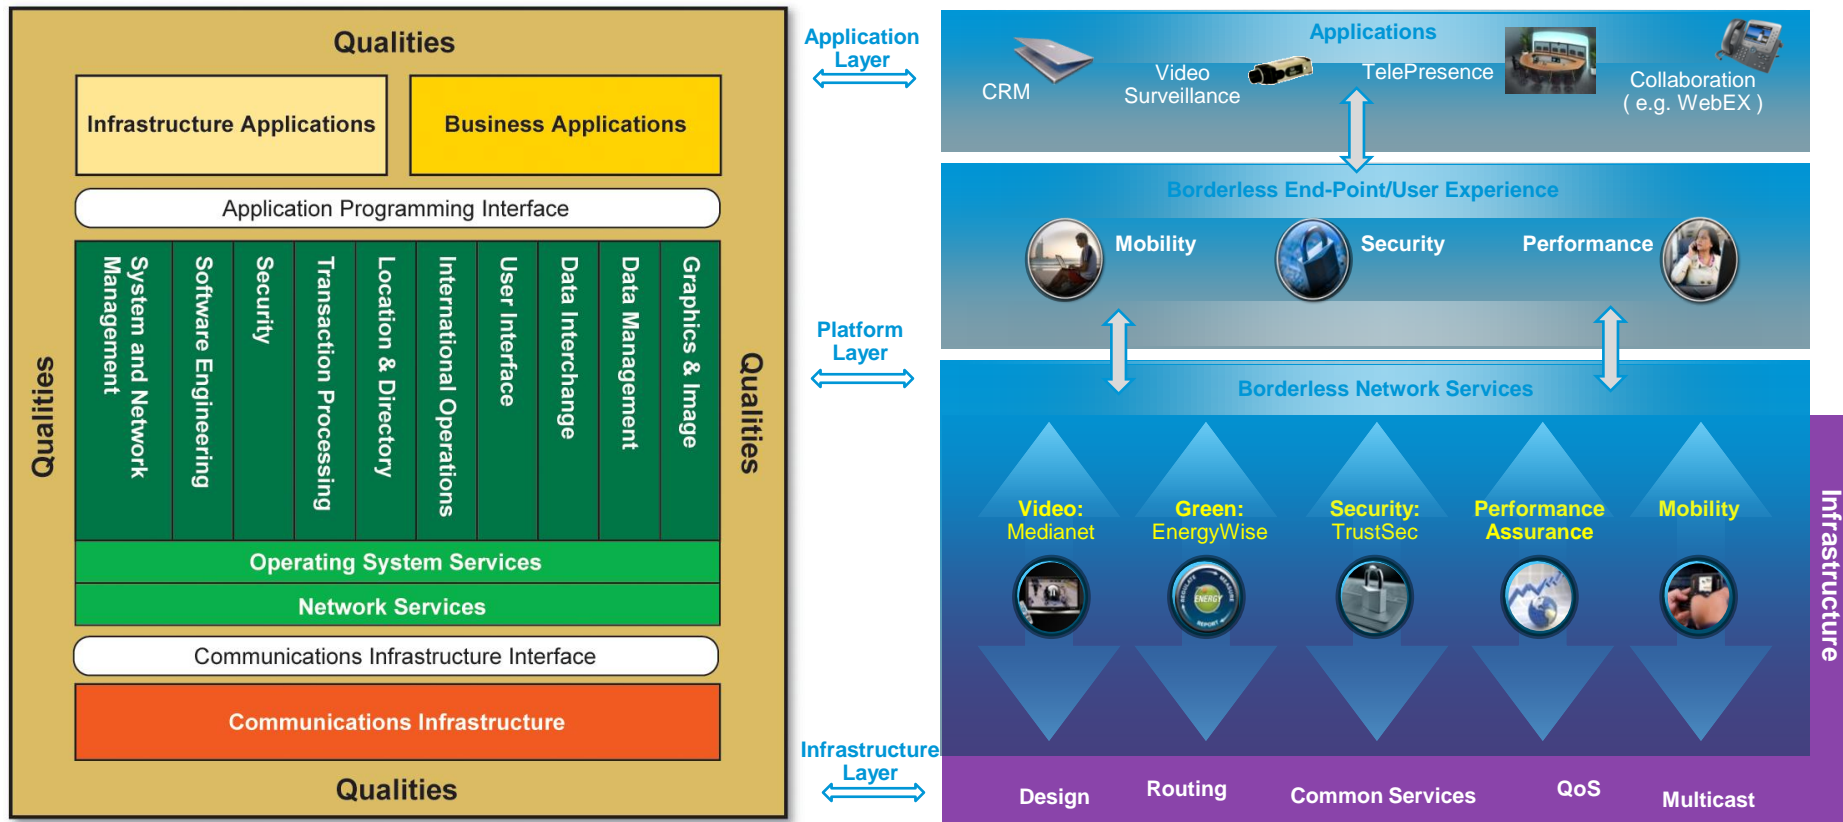 Qualities
Infrastructure Applications
Business Applications
Application Programming Interface
System and Network
Management
Software Engineering
Security
Transaction Processing
Location & Directory
International Operations
User Interface
Data Interchange
Data Management
Graphics & Image
Qualities
Qualities
Operating System Services
Network Services
Communications Infrastructure Interface
Communications Infrastructure
Qualities
Application
Layer
Platform
Layer
Infrastructure
Layer
Applications
CRM
Video
Surveillance
TelePresence
Collaboration
( e.g. WebEX )
Borderless End-Point/User Experience
Mobility
Security
Performance
Borderless Network Services
Video:
Medianet
Green:
EnergyWise
Security:
TrustSec
Performance
Assurance
Mobility
REGULATE
MEASURE
ENERGY
REPORT
Infrastructure
Design
Routing
Common Services
QoS
Multicast